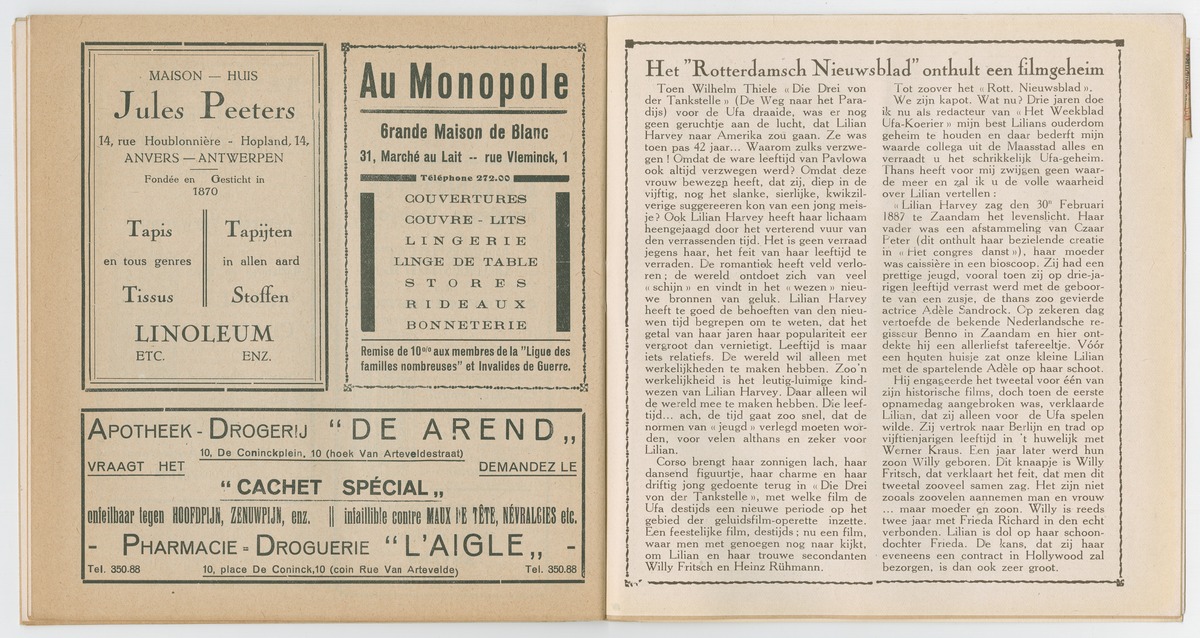 MAISON — HUIS
Jules Peeters
14, rue Houblonnière - Hopland, 14,
ANVERS — ANTWERPEN
Fondée en Gesticht in
1870
Tapis
Tapijten
en tous genres
in allen aard
Tissus
Stoffen
LINOLEUM
ETC. ENZ.
Au Monopole
Grande Maison de Blanc
31, Marché au Lait -- rue Vleminck, 1
Téléphone 272.00
COUVERTURES
COUVRE - LITS
LINGERIE
LINGE DE TABLE
STORES
RIDEAUX
BONNETERIE
Remise de 10 % aux membres de la "Ligue des
familles nombreuses" et Invalides de Guerre.
APOTHEEK - DROGERIJ "DE AREND„
10, De Coninckplein, 10 (hoek Van Arteveldestraat)
VRAAGT HET
DEMANDEZ LE
"CACHET SPÉCIAL„
onfeilbaar tegen HOOFDPIJN, ZENUWPIJN, enz. || infaillible contre MAUX DE TÊTE, NÉVRALGIES etc.
- PHARMACIE = DROGUERIE "L'AIGLE„ -
Tel. 350.88 10, place De Coninck,10 (coin Rue Van Artevelde) Tel. 350.88
Het "Rotterdamsch Nieuwsblad" onthult een filmgeheim
Toen Wilhelm Thiele « Die Drei von
der Tankstelle » (De Weg naar het Para-
dijs) voor de Ufa draaide, was er nog
geen geruchtje aan de lucht, dat Lilian
Harvey naar Amerika zou gaan. Ze was
toen pas 42 jaar... Waarom zulks verzwe-
gen ! Omdat de ware leeftijd van Pavlowa
ook altijd verzwegen werd? Omdat deze
vrouw bewezen heeft, dat zij, diep in de
vijftig, nog het slanke, sierlijke, kwikzil-
verige suggereeren kon van een jong meis-
je? Ook Lilian Harvey heeft haar lichaam
heengejaagd door het verterend vuur van
den verrassenden tijd. Het is geen verraad
jegens haar, het feit van haar leeftijd te
verraden. De romantiek heeft veld verlo-
ren ; de wereld ontdoet zich van veel
« schijn » en vindt in het « wezen » nieu-
we bronnen van geluk. Lilian Harvey
heeft te goed de behoeften van den nieu-
wen tijd begrepen om te weten, dat het
getal van haar jaren haar populariteit eer
vergroot dan vernietigt. Leeftijd is maar
iets relatiefs. De wereld wil alleen met
werkelijkheden te maken hebben. Zoo'n
werkelijkheid is het leutig-luimige kind-
wezen van Lilian Harvey. Daar alleen wil
de wereld mee te maken hebben. Die leef-
tijd... ach, de tijd gaat zoo snel, dat de
normen van « jeugd » verlegd moeten wor-
den, voor velen althans en zeker voor
Lilian.
Corso brengt haar zonnigen lach, haar
dansend figuurtje, haar charme en haar
driftig jong gedoente terug in « Die Drei
von der Tankstelle », met welke film de
Ufa destijds een nieuwe periode op het
gebied der geluidsfilm-operette inzette.
Een feestelijke film, destijds ; nu een film,
waar men met genoegen nog naar kijkt,
om Lilian en haar trouwe secondanten
Willy Fritsch en Heinz Rühmann.
Tot zoover het « Rott. Nieuwsblad ».
We zijn kapot. Wat nu? Drie jaren doe
ik nu als redacteur van « Het Weekblad
Ufa-Koerier » mijn best Lilians ouderdom
geheim te houden en daar bederft mijn
waarde collega uit de Maasstad alles en
verraadt u het schrikkelijk Ufa-geheim.
Thans heeft voor mij zwijgen geen waar-
de meer en zal ik u de volle waarheid
over Lilian vertellen :
« Lilian Harvey zag den 30ⁿ Februari
1887 te Zaandam het levenslicht. Haar
vader was een afstammeling van Czaar
Peter (dit onthult haar bezielende creatie
in « Het congres danst »), haar moeder
was caissière in een bioscoop. Zij had een
prettige jeugd, vooral toen zij op drie-ja-
rigen leeftijd verrast werd met de geboor-
te van een zusje, de thans zoo gevierde
actrice Adèle Sandrock. Op zekeren dag
vertoefde de bekende Nederlandsche re-
gisseur Benno in Zaandam en hier ont-
dekte hij een allerliefst tafereeltje. Vóór
een houten huisje zat onze kleine Lilian
met de spartelende Adèle op haar schoot.
Hij engageerde het tweetal voor één van
zijn historische films, doch toen de eerste
opnamedag aangebroken was, verklaarde
Lilian, dat zij alleen voor de Ufa spelen
wilde. Zij vertrok naar Berlijn en trad op
vijftienjarigen leeftijd in 't huwelijk met
Werner Kraus. Een jaar later werd hun
zoon Willy geboren. Dit knaapje is Willy
Fritsch, dat verklaart het feit, dat men dit
tweetal zooveel samen zag. Het zijn niet
zooals zoovelen aannemen man en vrouw
... maar moeder en zoon. Willy is reeds
twee jaar met Frieda Richard in den echt
verbonden. Lilian is dol op haar schoon-
dochter Frieda. De kans, dat zij haar
eveneens een contract in Hollywood zal
bezorgen, is dan ook zeer groot.